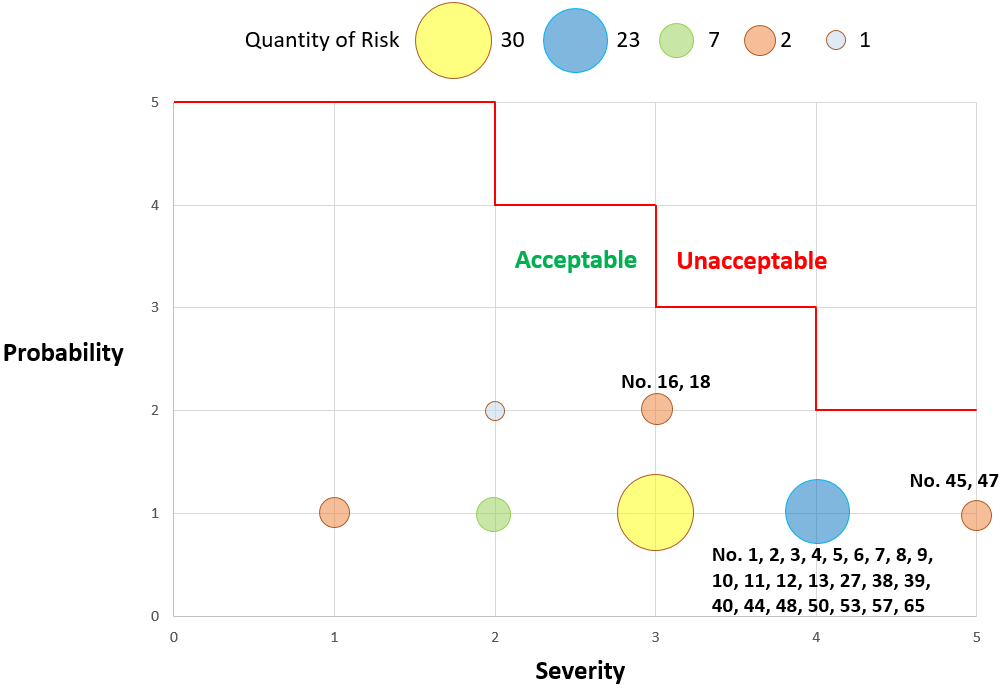 Quantity of Risk 30 23 7 2 1
5
4
Acceptable Unacceptable
3
Probability
No. 16, 18
2
No. 45, 47
1
No. 1, 2, 3, 4, 5, 6, 7, 8, 9,
10, 11, 12, 13, 27, 38, 39,
40, 44, 48, 50, 53, 57, 65
0
0 1 2 3 4 5
Severity